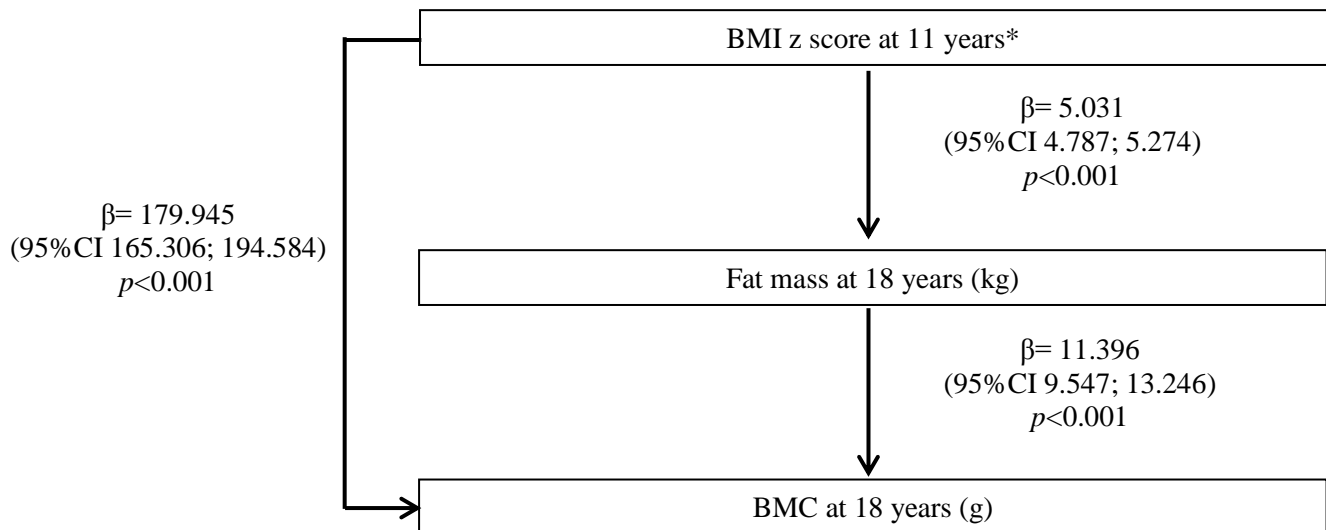 BMI z score at 11 years*
β= 5.031
(95%CI 4.787; 5.274)
p<0.001
β= 179.945
(95%CI 165.306; 194.584)
p<0.001
Fat mass at 18 years (kg)
β= 11.396
(95%CI 9.547; 13.246)
p<0.001
BMC at 18 years (g)